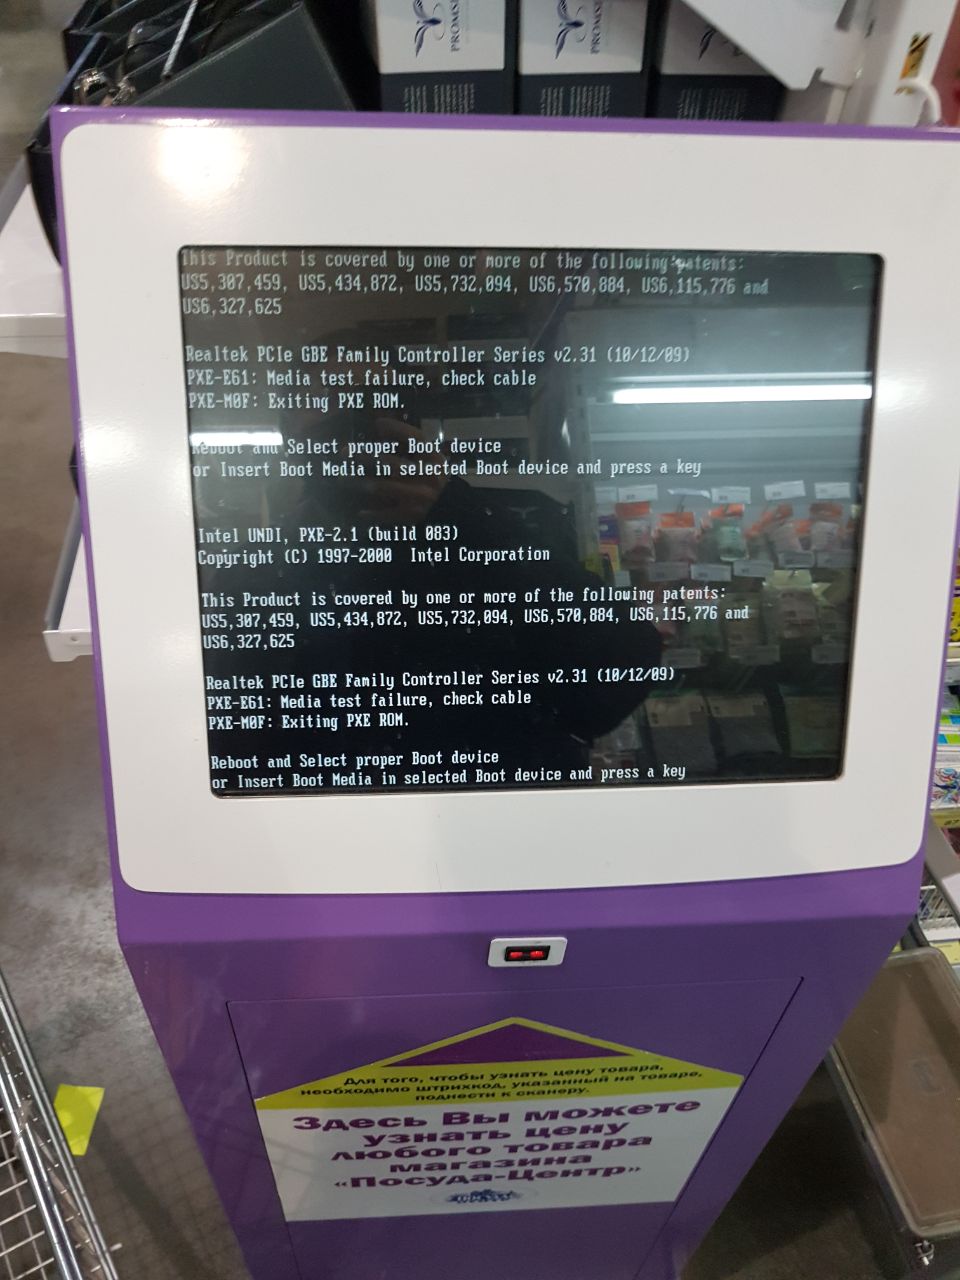 PROMSI
PROMSI
This Product is covered by one or more of the following patents:
US5,307,459, US5,434,872, US5,732,094, US6,570,884, US6,115,776 and
US6,327,625
Realtek PCIe GBE Family Controller Series v2.31 (10/12/09)
PXE-E61: Media test failure, check cable
PXE-M0F: Exiting PXE ROM.
Reboot and Select proper Boot device
or Insert Boot Media in selected Boot device and press a key
Intel UNDI, PXE-2.1 (build 083)
Copyright (C) 1997-2000 Intel Corporation
This Product is covered by one or more of the following patents:
US5,307,459, US5,434,872, US5,732,094, US6,570,884, US6,115,776 and
US6,327,625
Realtek PCIe GBE Family Controller Series v2.31 (10/12/09)
PXE-E61: Media test failure, check cable
PXE-M0F: Exiting PXE ROM.
Reboot and Select proper Boot device
or Insert Boot Media in selected Boot device and press a key
Для того, чтобы узнать цену товара,
необходимо штрихкод, указанный на товаре,
поднести к сканеру.
Здесь Вы можете
узнать цену
любого товара
магазина
«Посуда-Центр»